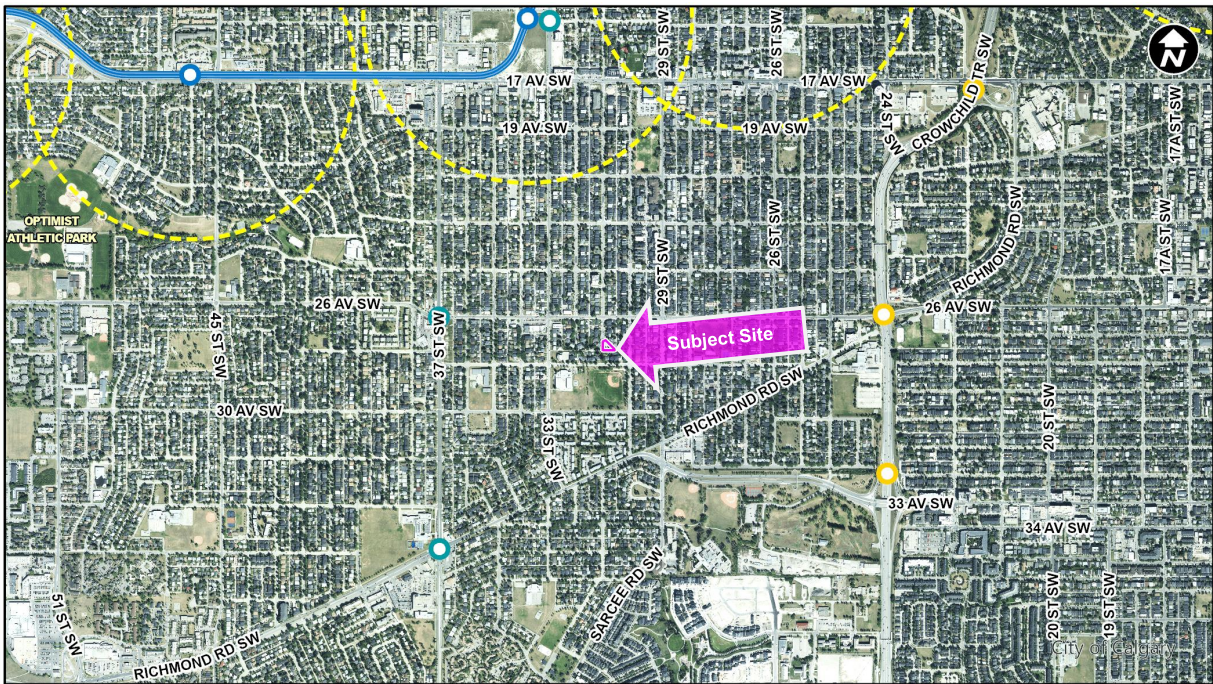 29 ST SW
26 ST SW
N
17 AV SW
17 AV SW
CROWCHILD TR SW
24 ST SW
19 AV SW
19 AV SW
17A ST SW
OPTIMIST
ATHLETIC PARK
26 ST SW
RICHMOND RD SW
17A ST SW
29 ST SW
26 AV SW
26 AV SW
45 ST SW
37 ST SW
Subject Site
30 AV SW
33 ST SW
RICHMOND RD SW
20 ST SW
33 AV SW
34 AV SW
51 ST SW
SARCEE RD SW
20 ST SW
19 ST SW
RICHMOND RD SW
City of Calgary